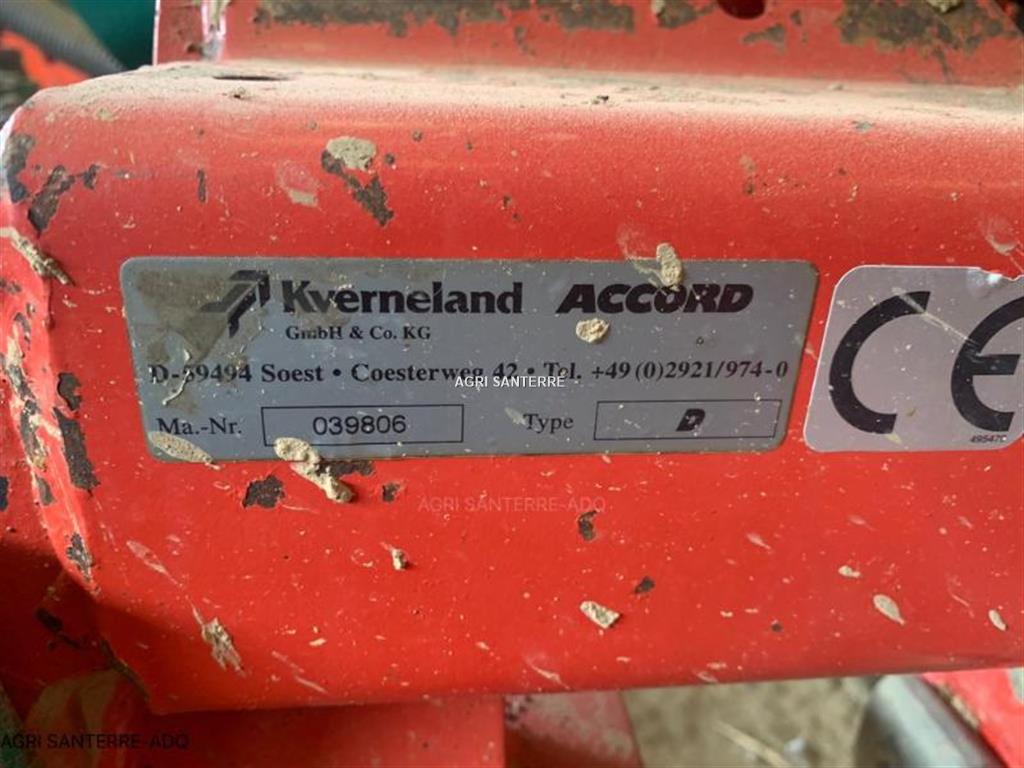 Kverneland ACCORD
GmbH & Co. KG
D-59494 Soest • Coesterweg 42 • Tel. +49(0)2921/974-0
AGRI SANTERRE
Ma.-Nr. 039806 Type D
CE
AGRI SANTERRE-ADQ
AGRI SANTERRE-ADQ